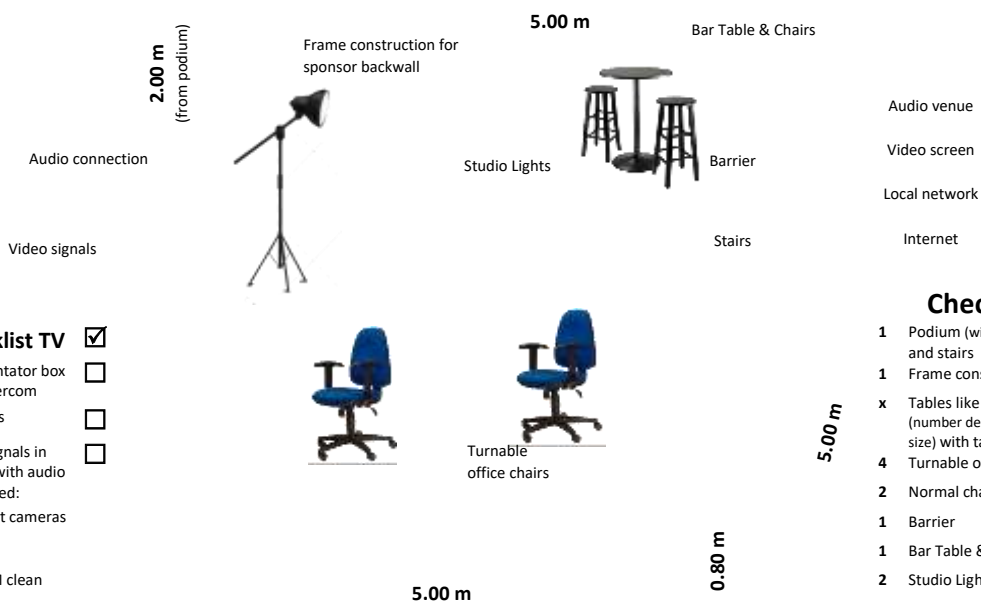 5.00 m
Bar Table & Chairs
2.00 m
(from podium)
Frame construction for
sponsor backwall
Audio venue
Audio connection
Studio Lights
Barrier
Video screen
Local network
Video signals
Stairs
Internet
klist TV
ntator box
ercom
s
gnals in
with audio
ed:
t cameras
l clean
Turnable
office chairs
5.00 m
0.80 m
5.00 m
Chec
1 Podium (wi
and stairs
1 Frame cons
x Tables like
(number de
size) with ta
4 Turnable o
2 Normal cha
1 Barrier
1 Bar Table &
2 Studio Ligh